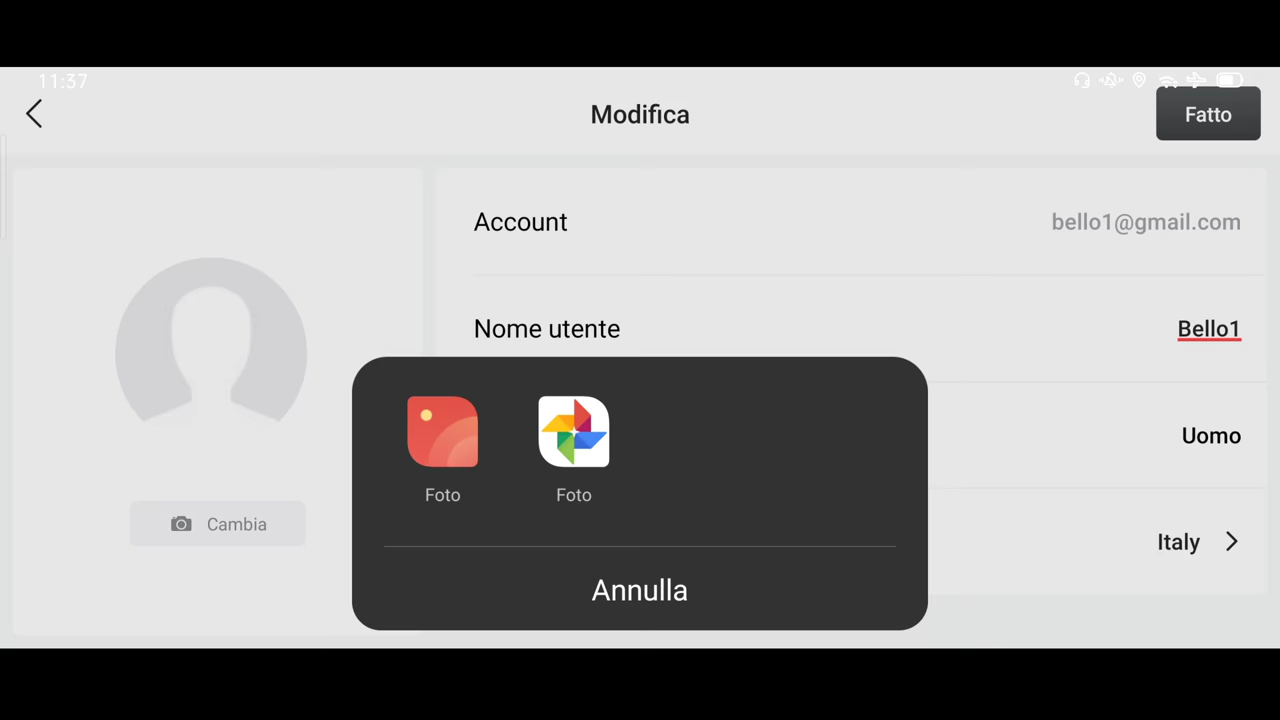 11:37
Modifica
Fatto
Account
bello1@gmail.com
Nome utente
Bello1
Uomo
Foto
Foto
Cambia
Italy
Annulla